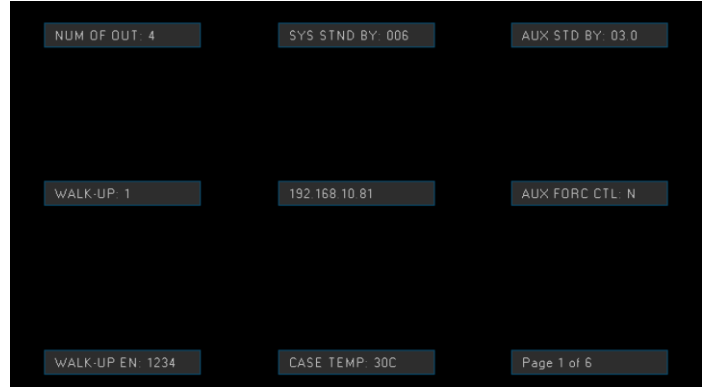 NUM OF OUT: 4
SYS STND BY: 006
AUX STD BY: 03.0
WALK-UP: 1
192.168.10.81
AUX FORC CTL: N
WALK-UP EN: 1234
CASE TEMP: 30C
Page 1 of 6